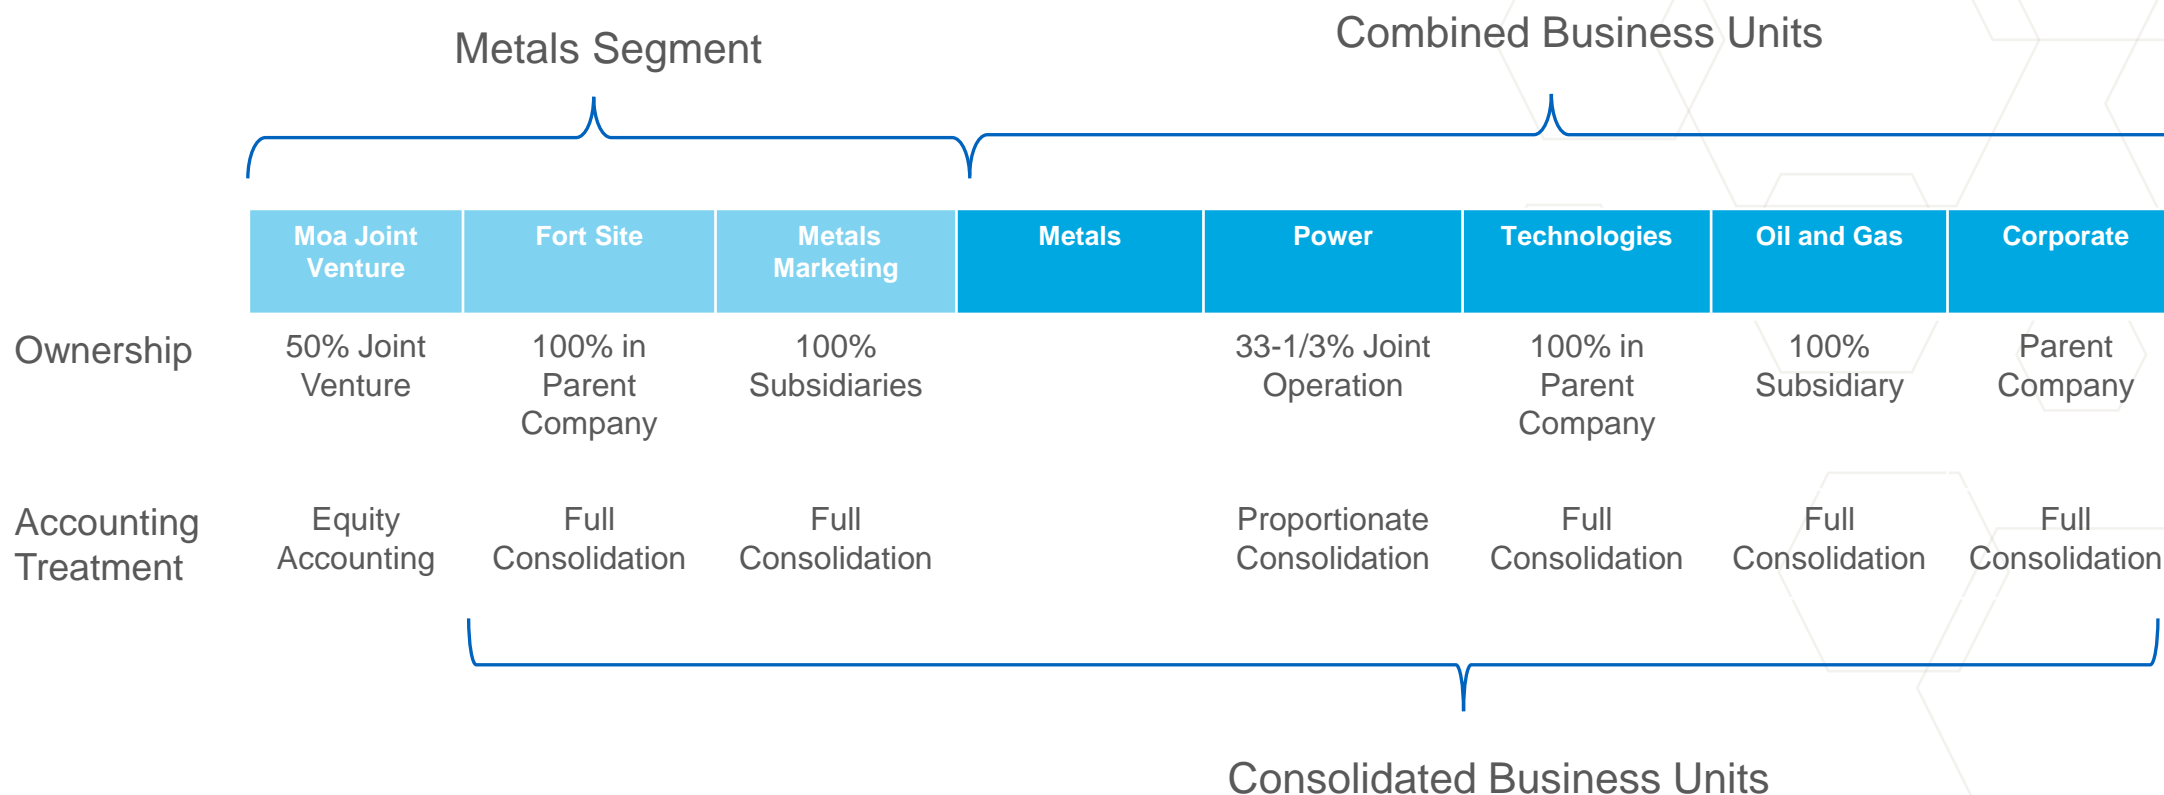 Metals Segment
Combined Business Units
Moa Joint
Venture
Fort Site
Metals
Marketing
Metals
Power
Technologies
Oil and Gas
Corporate
Ownership
50% Joint
Venture
100% in
Parent
Company
100%
Subsidiaries
33-1/3% Joint
Operation
100% in
Parent
Company
100%
Subsidiary
Parent
Company
Accounting
Treatment
Equity
Accounting
Full
Consolidation
Full
Consolidation
Proportionate
Consolidation
Full
Consolidation
Full
Consolidation
Full
Consolidation
Consolidated Business Units